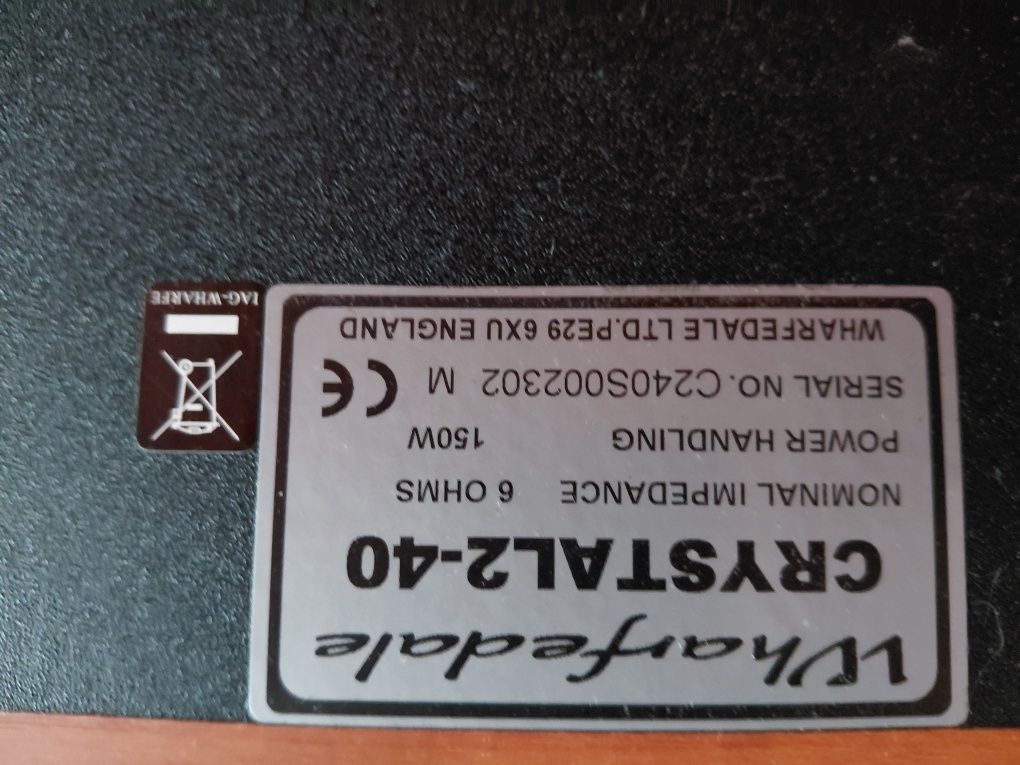 Wharfedale
CRYSTAL2-40
NOMINAL IMPEDANCE 6 OHMS
POWER HANDLING 150W
SERIAL NO. C240S002302 M CE
WHARFEDALE LTD.PE29 6XU ENGLAND
IAG-WHARFE